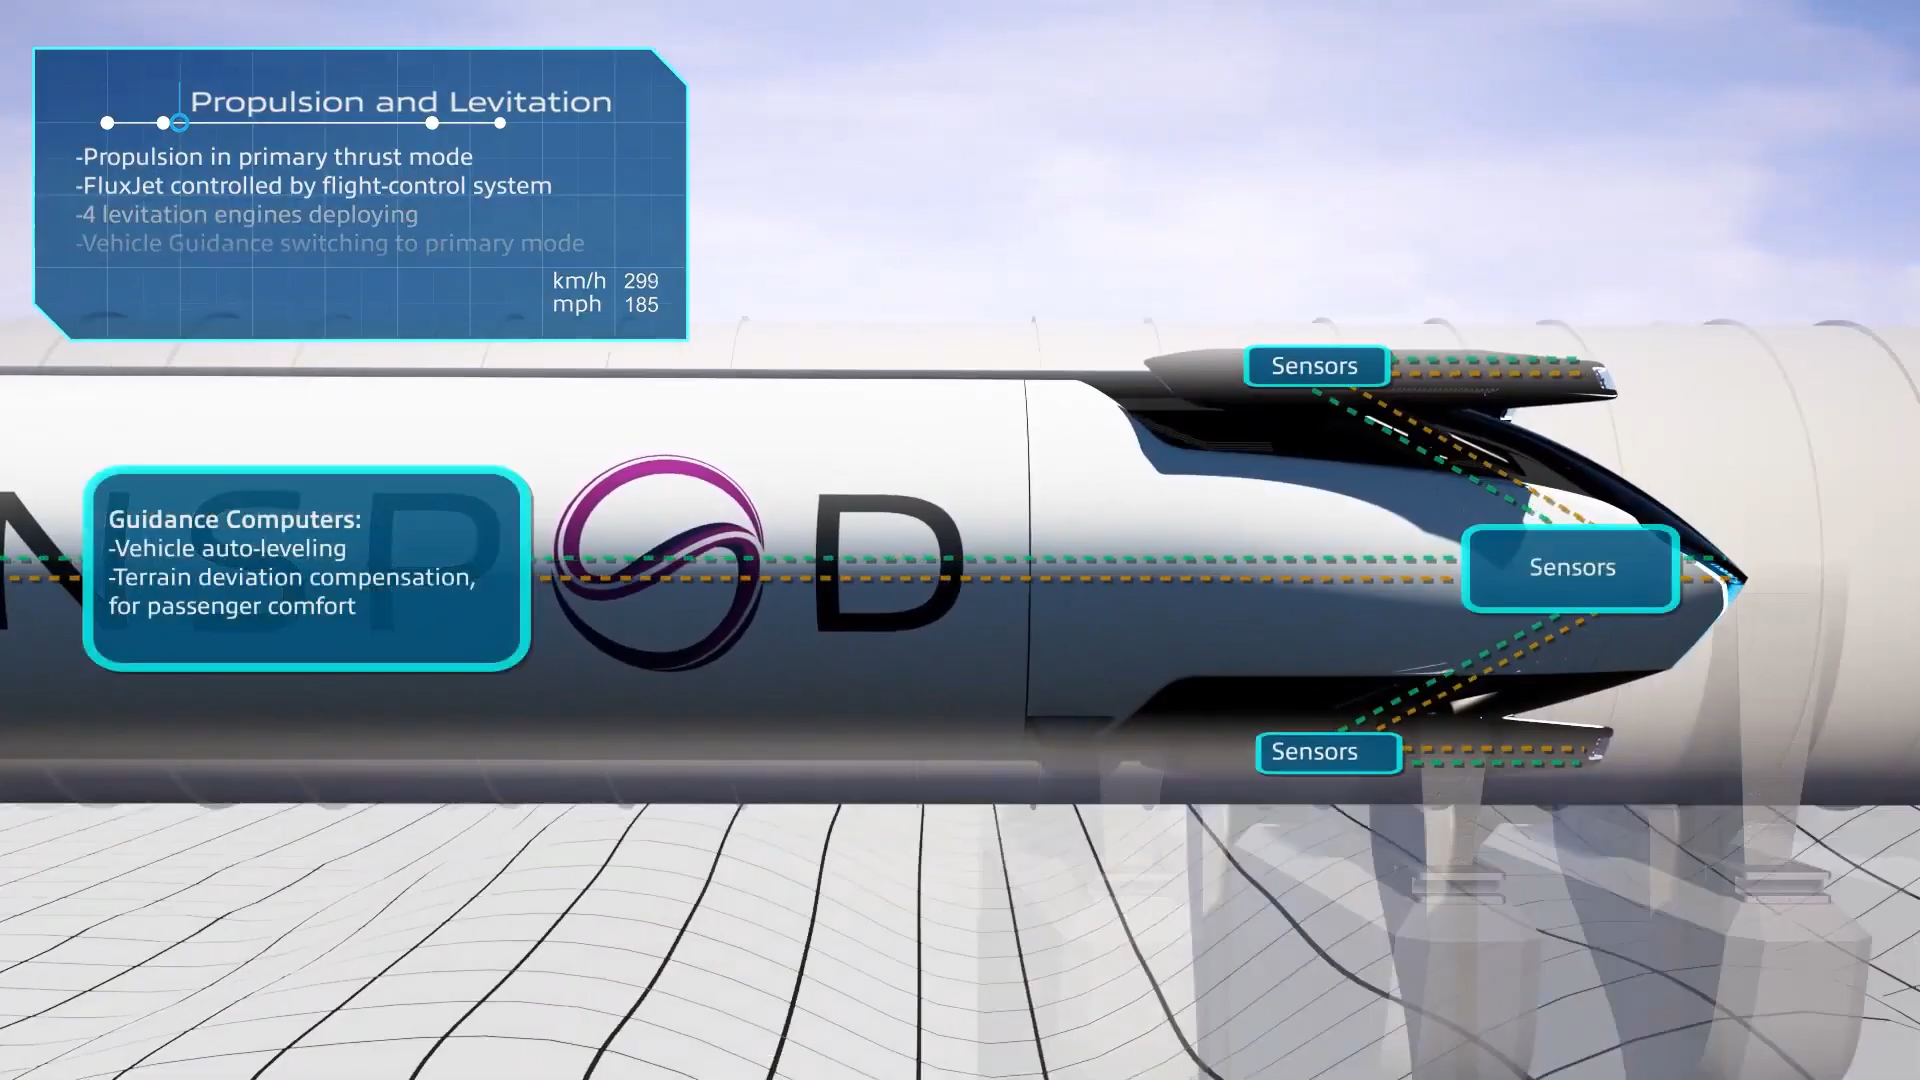 Propulsion and Levitation
-Propulsion in primary thrust mode
-FluxJet controlled by flight-control system
-4 levitation engines deploying
-Vehicle Guidance switching to primary mode
km/h 299
mph 185
Sensors
Guidance Computers:
-Vehicle auto-leveling
-Terrain deviation compensation,
for passenger comfort
NSP D
Sensors
Sensors